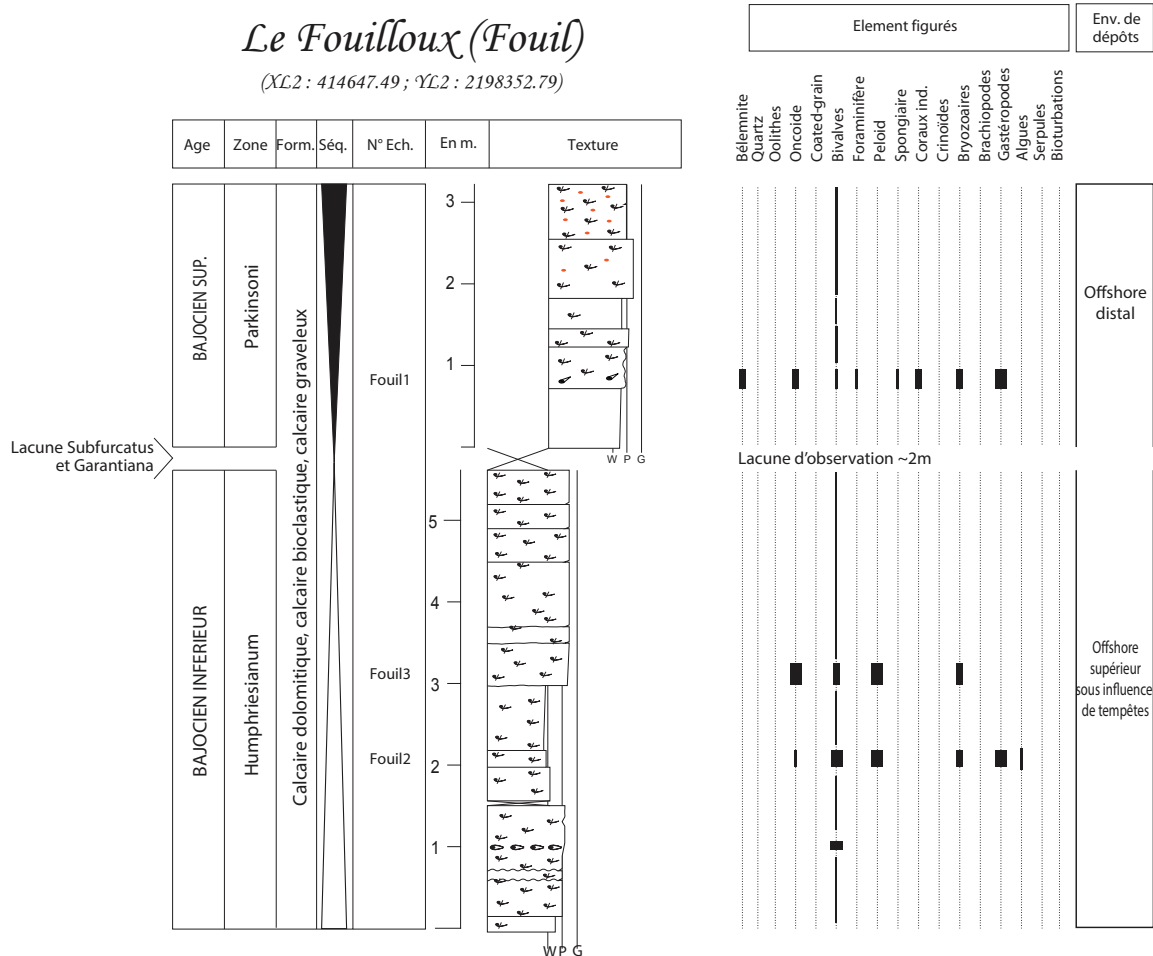 Le Fouilloux (Fouil)
(XL2 : 414647.49 ; YL2 : 2198352.79)
Element figurés
Env. de
dépôts
Age
Zone
Form.
Séq.
N° Ech.
En m.
Texture
Bélemnite
Quartz
Oolithes
Oncoide
Coated-grain
Bivalves
Foraminifère
Peloid
Spongiaire
Coraux ind.
Crinoïdes
Bryozoaires
Brachiopodes
Gastéropodes
Algues
Serpules
Bioturbations
BAJOCIEN SUP.
Parkinsoni
Calcaire dolomitique, calcaire bioclastique, calcaire graveleux
3
2
1
Fouil1
W P G
Offshore
distal
Lacune Subfurcatus
et Garantiana
Lacune d'observation ~2m
BAJOCIEN INFERIEUR
Humphriesianum
5
4
3
2
1
Fouil3
Fouil2
W P G
Offshore
supérieur
sous influence
de tempêtes